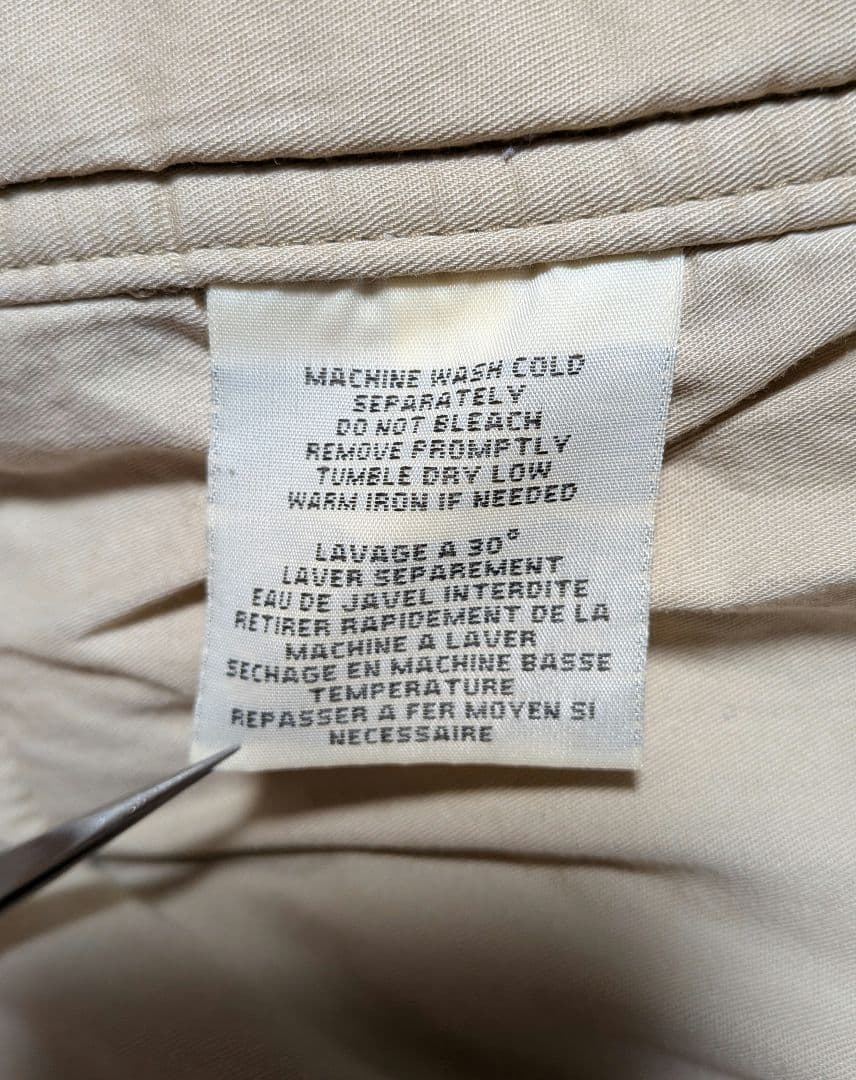 MACHINE WASH COLD
SEPARATELY
DO NOT BLEACH
REMOVE PROMPTLY
TUMBLE DRY LOW
WARM IRON IF NEEDED
LAVAGE A 30°
LAVER SEPAREMENT
EAU DE JAVEL INTERDITE
RETIRER RAPIDEMENT DE LA
MACHINE A LAVER
SECHAGE EN MACHINE BASSE
TEMPERATURE
REPASSER A FER MOYEN SI
NECESSAIRE